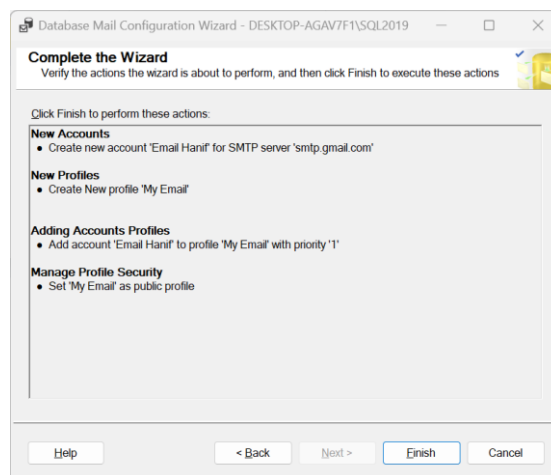 Database Mail Configuration Wizard - DESKTOP-AGAV7F1\SQL2019
Complete the Wizard
Verify the actions the wizard is about to perform, and then click Finish to execute these actions
Click Finish to perform these actions:
New Accounts
• Create new account 'Email Hanif' for SMTP server 'smtp.gmail.com'
New Profiles
• Create New profile 'My Email'
Adding Accounts Profiles
• Add account 'Email Hanif' to profile 'My Email' with priority '1'
Manage Profile Security
• Set 'My Email' as public profile
Help
< Back
Next >
Finish
Cancel